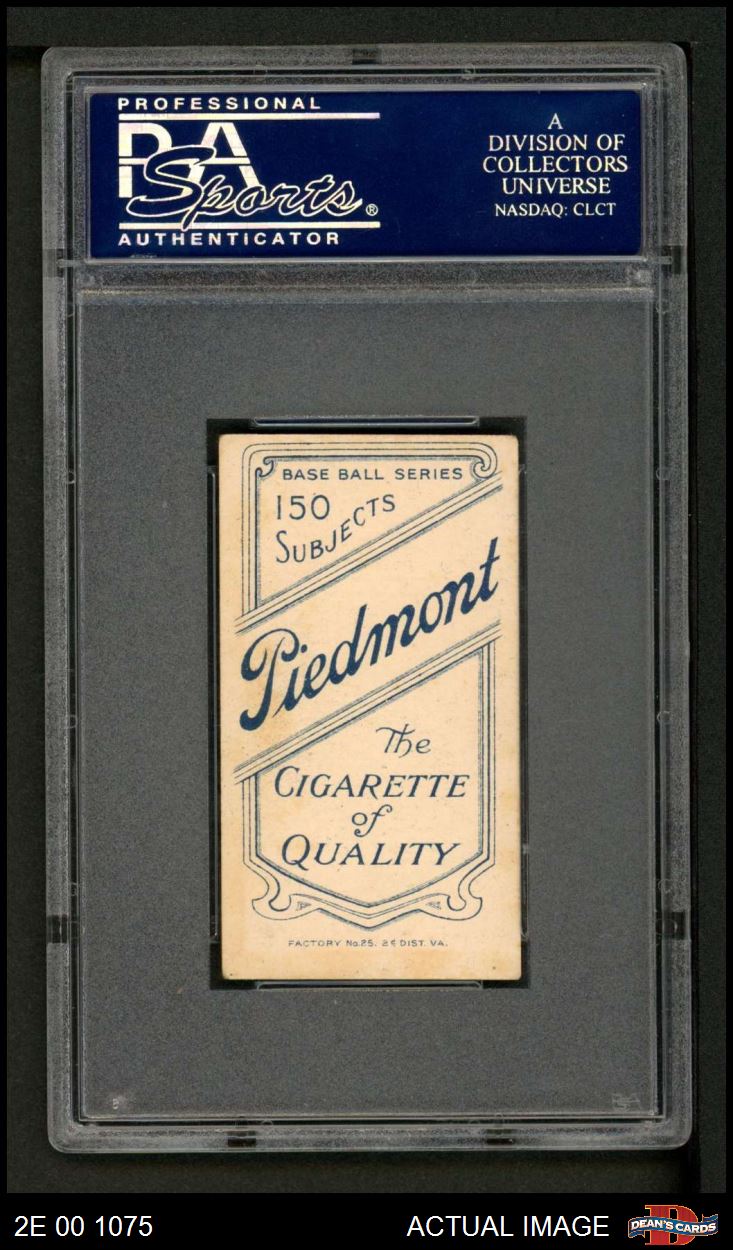 PROFESSIONAL
PSA
Sports®
AUTHENTICATOR
A
DIVISION OF
COLLECTORS
UNIVERSE
NASDAQ: CLCT
BASE BALL SERIES
150
SUBJECTS
Piedmont
The
CIGARETTE
of
QUALITY
FACTORY No.25. 2d DIST. VA.
2E 00 1075
ACTUAL IMAGE
DEAN'S CARDS